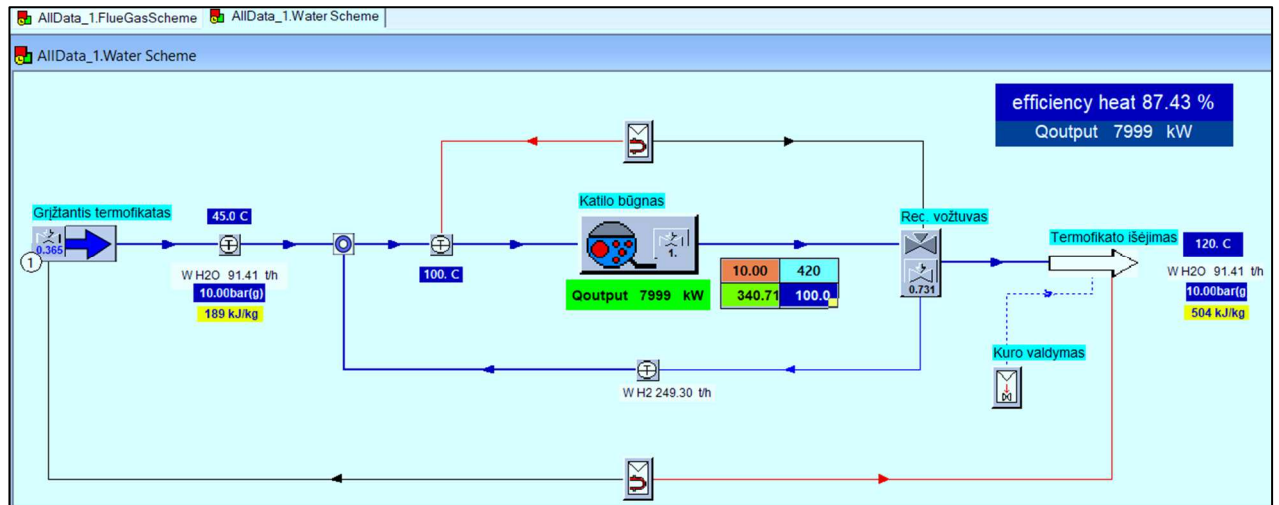 AllData_1.FlueGasScheme AllData_1.Water Scheme
AllData_1.Water Scheme
efficiency heat 87.43 %
Qoutput 7999 kW
Grįžtantis termofikatas
0.365
1
45.0 C
W H2O 91.41 t/h
10.00bar(g)
189 kJ/kg
100. C
Katilo būgnas
1.
Qoutput 7999 kW
10.00 420
340.71 100.0
Rec. vožtuvas
0.731
Termofikato išėjimas
120. C
W H2O 91.41 t/h
10.00bar(g
504 kJ/kg
Kuro valdymas
W H2 249.30 t/h